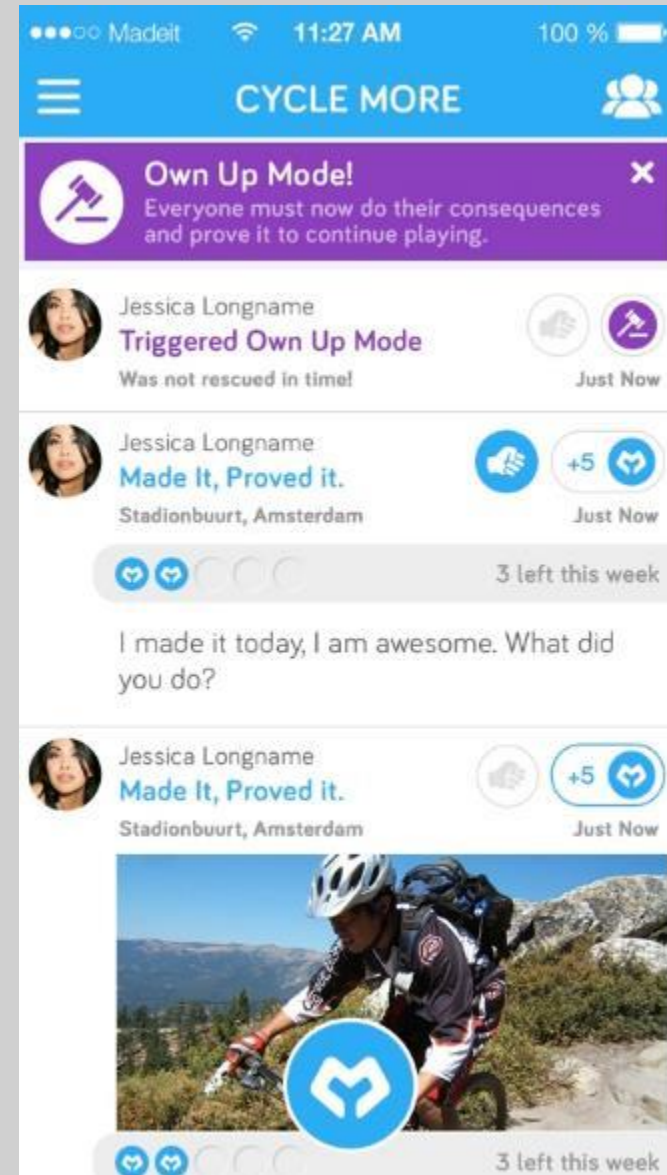 Madeit 11:27 AM 100 %
CYCLE MORE
Own Up Mode!
Everyone must now do their consequences
and prove it to continue playing.
Jessica Longname
Triggered Own Up Mode
Was not rescued in time! Just Now
Jessica Longname
Made It, Proved it. +5
Stadionbuurt, Amsterdam Just Now
3 left this week
I made it today, I am awesome. What did
you do?
Jessica Longname
Made It, Proved it. +5
Stadionbuurt, Amsterdam Just Now
3 left this week